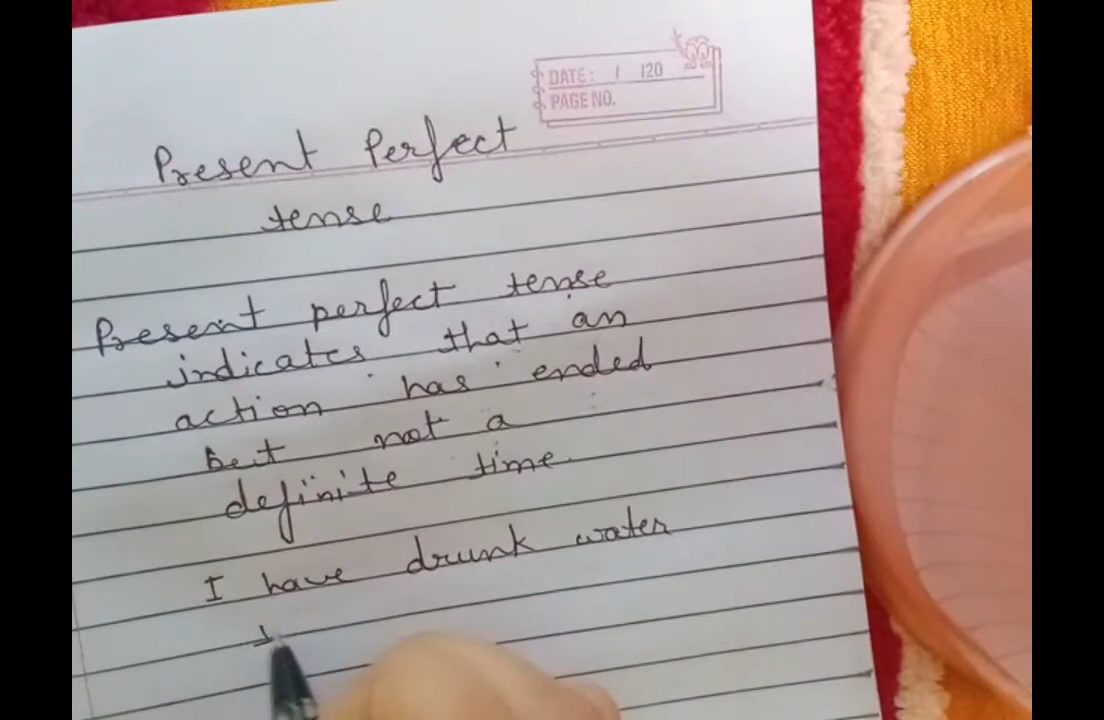 DATE: / /20
PAGE NO.
Present Perfect
tense
Present perfect tense
indicates that an
action has ended
but not a
definite time
I have drunk water